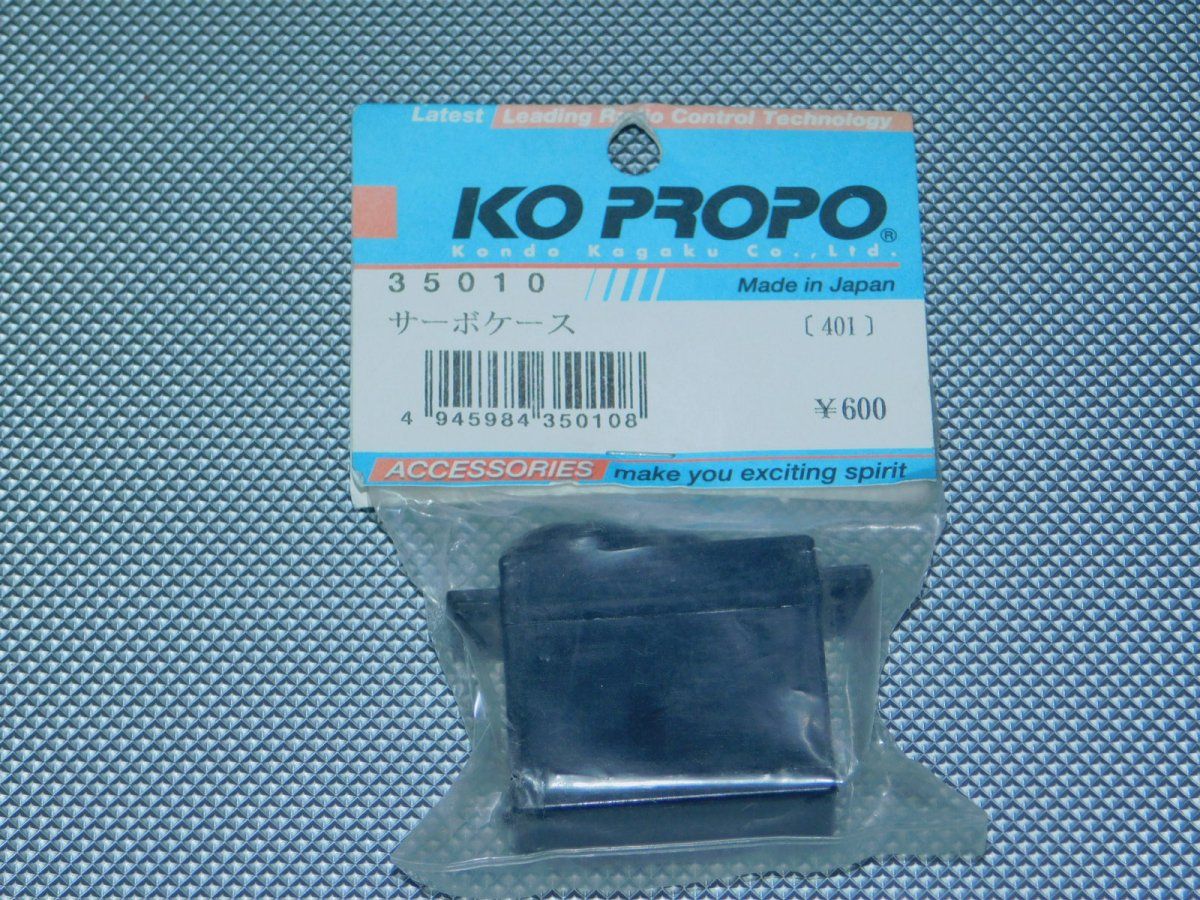 Latest Leading Radio Control Technology
KO PROPO®
Kondo Kagaku Co.,Ltd.
35010 Made in Japan
サーボケース 〔401〕
¥600
4 945984 350108
ACCESSORIES make you exciting spirit